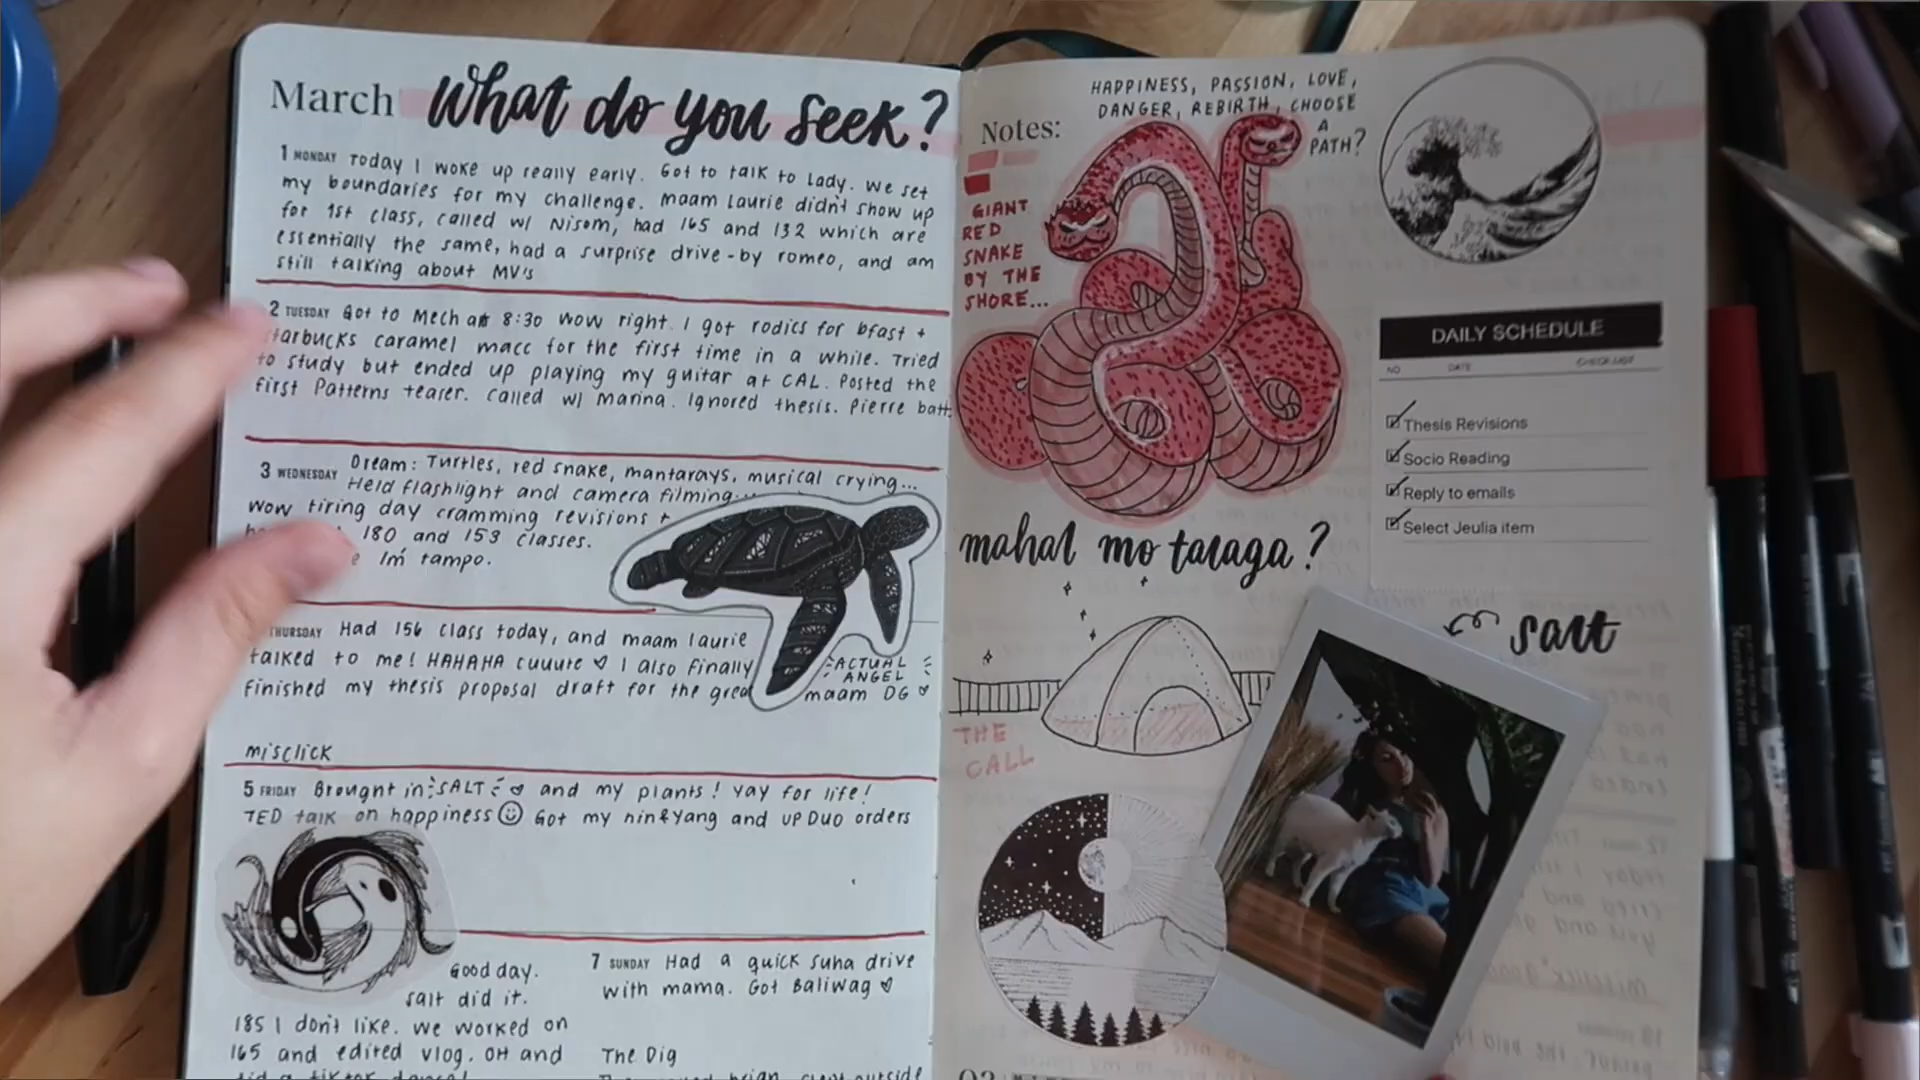 March What do you seek?
1 MONDAY Today I woke up really early. Got to talk to Lady. We set
my boundaries for my challenge. maam Laurie didn't show up
for 1st class, called w/ Nisom, had 165 and 132 which are
essentially the same, had a surprise drive-by romeo, and am
still talking about MV's
2 TUESDAY Got to Mech at 8:30 wow right. I got rodics for bfast +
starbucks caramel macc for the first time in a while. Tried
to study but ended up playing my guitar at CAL. Posted the
first Patterns teaser. Called w/ Marina. Ignored thesis. Pierre batt
3 WEDNESDAY Dream: Turtles, red snake, mantarays, musical crying...
Held flashlight and camera filming...
wow tiring day cramming revisions +
180 and 153 classes.
Im tampo.
THURSDAY Had 156 class today, and maam laurie
talked to me! HAHAHA cuuute ♡ I also finally
finished my thesis proposal draft for the great
ACTUAL
ANGEL
maam DG ♡
misclick
5 FRIDAY Brought in SALT ♡ and my plants! yay for life!
TED talk on happiness ☺ Got my nin & yang and up Duo orders
Good day.
salt did it.
185 I don't like. We worked on
165 and edited vlog. OH and
did a tiktok dance!
7 SUNDAY Had a quick suha drive
with mama. Got Baliwag ♡
The Dig
outside
Notes:
HAPPINESS, PASSION, LOVE,
DANGER, REBIRTH, CHOOSE
A
PATH?
GIANT
RED
SNAKE
BY THE
SHORE...
DAILY SCHEDULE
NO DATE CHECK LIST
☑ Thesis Revisions
☑ Socio Reading
☑ Reply to emails
☑ Select Jeulia item
mahal mo talaga?
salt
THE
CALL